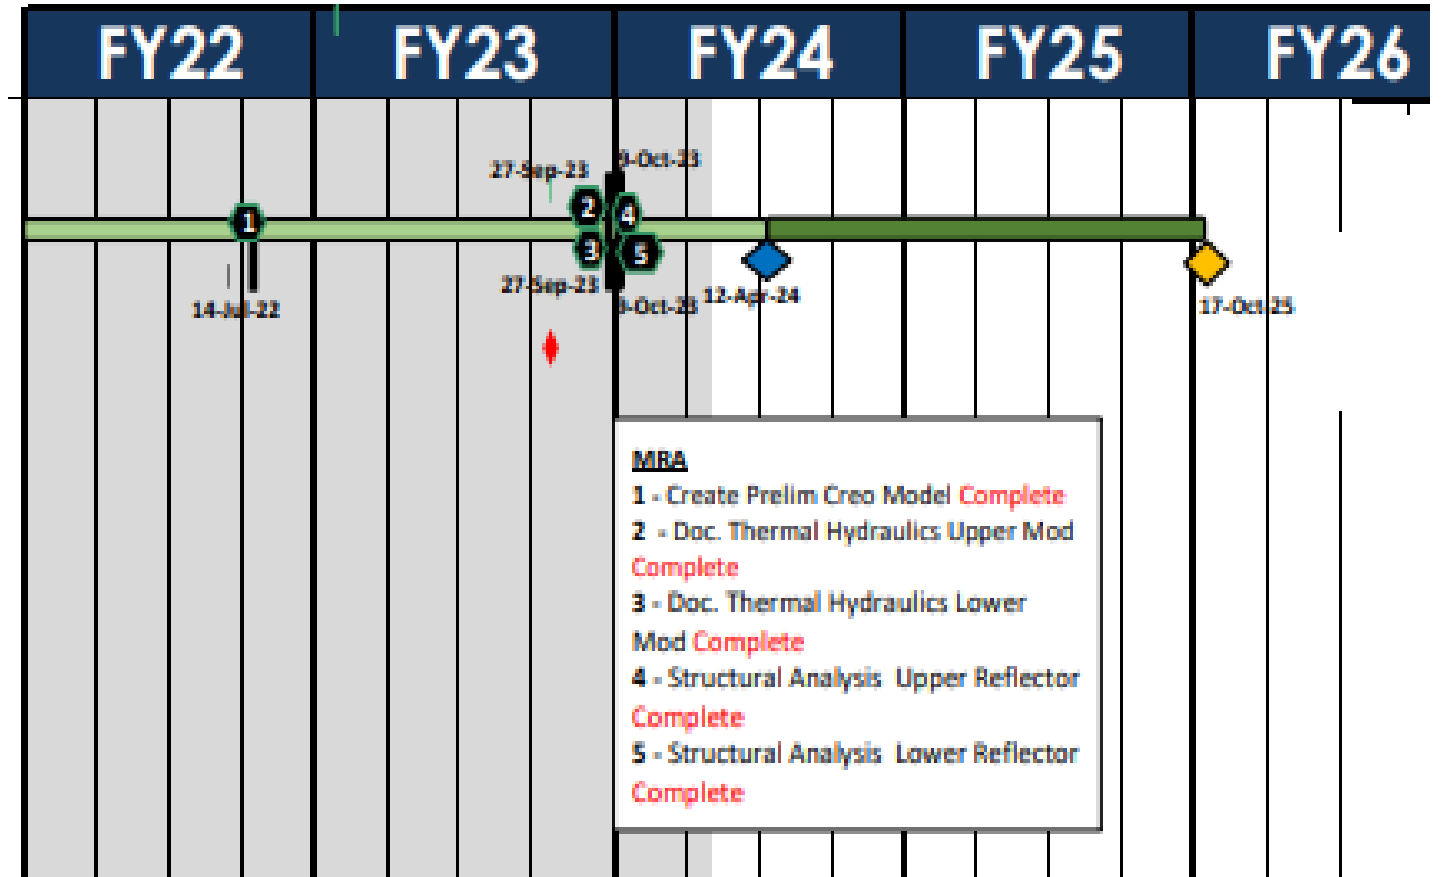 FY22 FY23 FY24 FY25 FY26
27-Sep-23 9-Oct-23
1 2 4
3 5
27-Sep-23
14-Jul-22 12-Apr-24 17-Oct-25
MRA
1 - Create Prelim Creo Model Complete
2 - Doc. Thermal Hydraulics Upper Mod
Complete
3 - Doc. Thermal Hydraulics Lower
Mod Complete
4 - Structural Analysis Upper Reflector
Complete
5 - Structural Analysis Lower Reflector
Complete